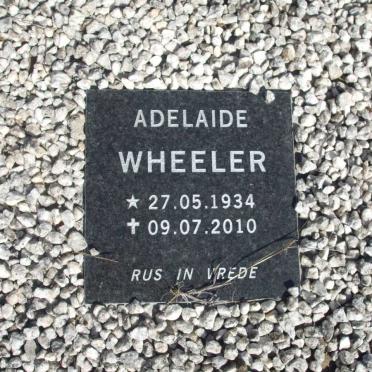 ADELAIDE
WHEELER
★ 27.05.1934
✝ 09.07.2010
RUS IN VREDE